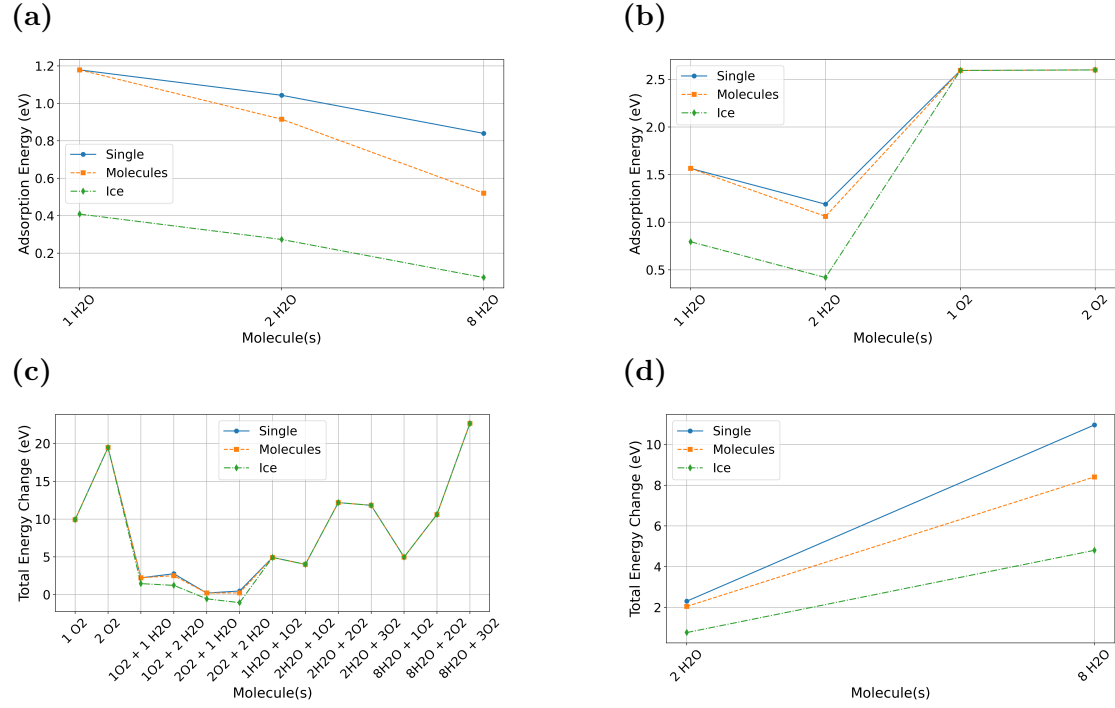 (a)
Adsorption Energy (eV)
1.2
1.0
0.8
0.6
0.4
0.2
Single
Molecules
Ice
1 H2O
2 H2O
8 H2O
Molecule(s)
(b)
Adsorption Energy (eV)
2.5
2.0
1.5
1.0
0.5
Single
Molecules
Ice
1 H2O
2 H2O
1 O2
2 O2
Molecule(s)
(c)
Total Energy Change (eV)
20
15
10
5
0
Single
Molecules
Ice
1 O2
2 O2
1O2 + 1 H2O
1O2 + 2 H2O
2O2 + 1 H2O
2O2 + 2 H2O
1H2O + 1O2
2H2O + 1O2
2H2O + 2O2
2H2O + 3O2
8H2O + 1O2
8H2O + 2O2
8H2O + 3O2
Molecule(s)
(d)
Total Energy Change (eV)
10
8
6
4
2
Single
Molecules
Ice
2 H2O
8 H2O
Molecule(s)